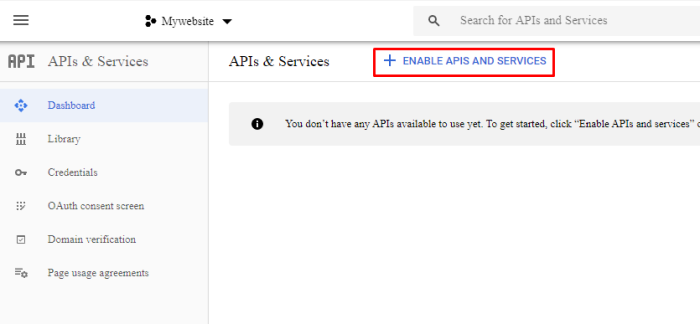 Mywebsite
Search for APIs and Services
API APIs & Services
APIs & Services
+ ENABLE APIS AND SERVICES
Dashboard
You don't have any APIs available to use yet. To get started, click “Enable APIs and services”
Library
Credentials
OAuth consent screen
Domain verification
Page usage agreements